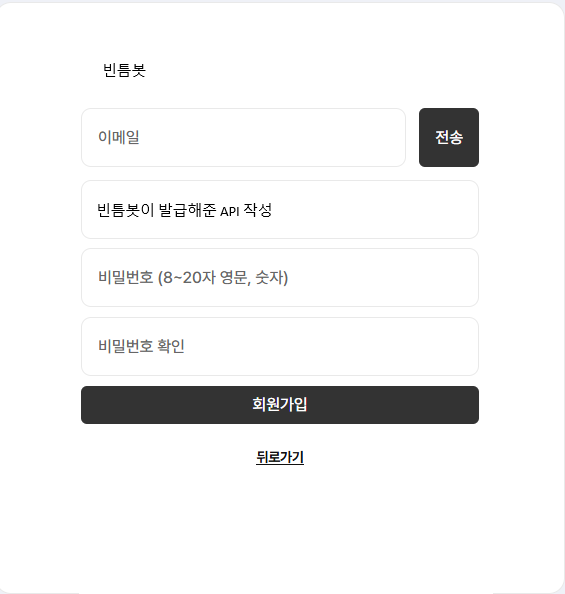 빈틈봇
이메일
전송
빈틈봇이 발급해준 API 작성
비밀번호 (8~20자 영문, 숫자)
비밀번호 확인
회원가입
뒤로가기